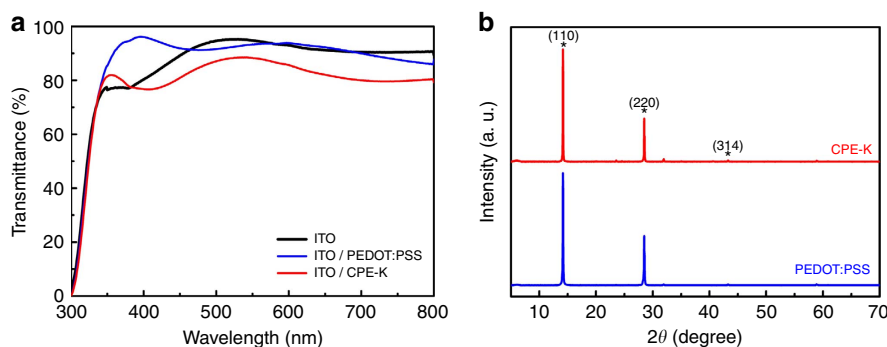 a
100
80
60
40
20
0
Transmittance (%)
ITO
ITO / PEDOT:PSS
ITO / CPE-K
300 400 500 600 700 800
Wavelength (nm)
b
(110)
*
(220)
*
(314)
*
CPE-K
PEDOT:PSS
Intensity (a. u.)
10 20 30 40 50 60 70
2θ (degree)